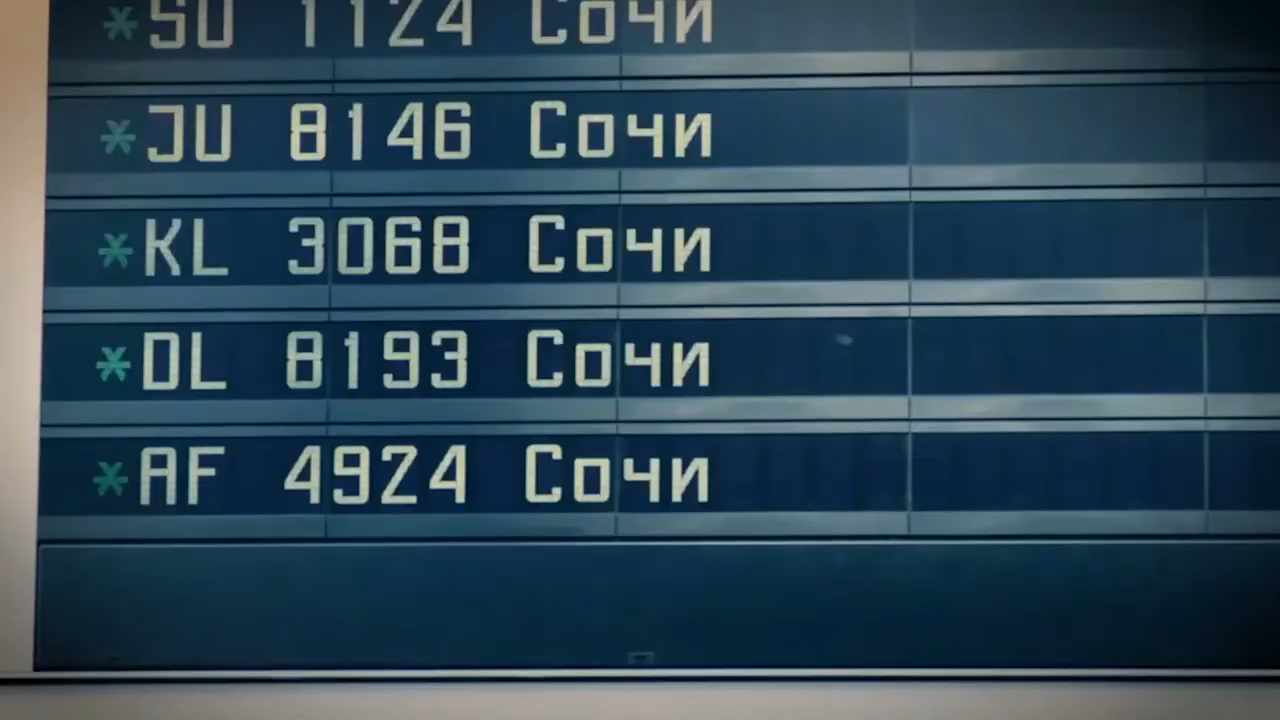 *SU 1124 Сочи
*JU 8146 Сочи
*KL 3068 Сочи
*DL 8193 Сочи
*AF 4924 Сочи